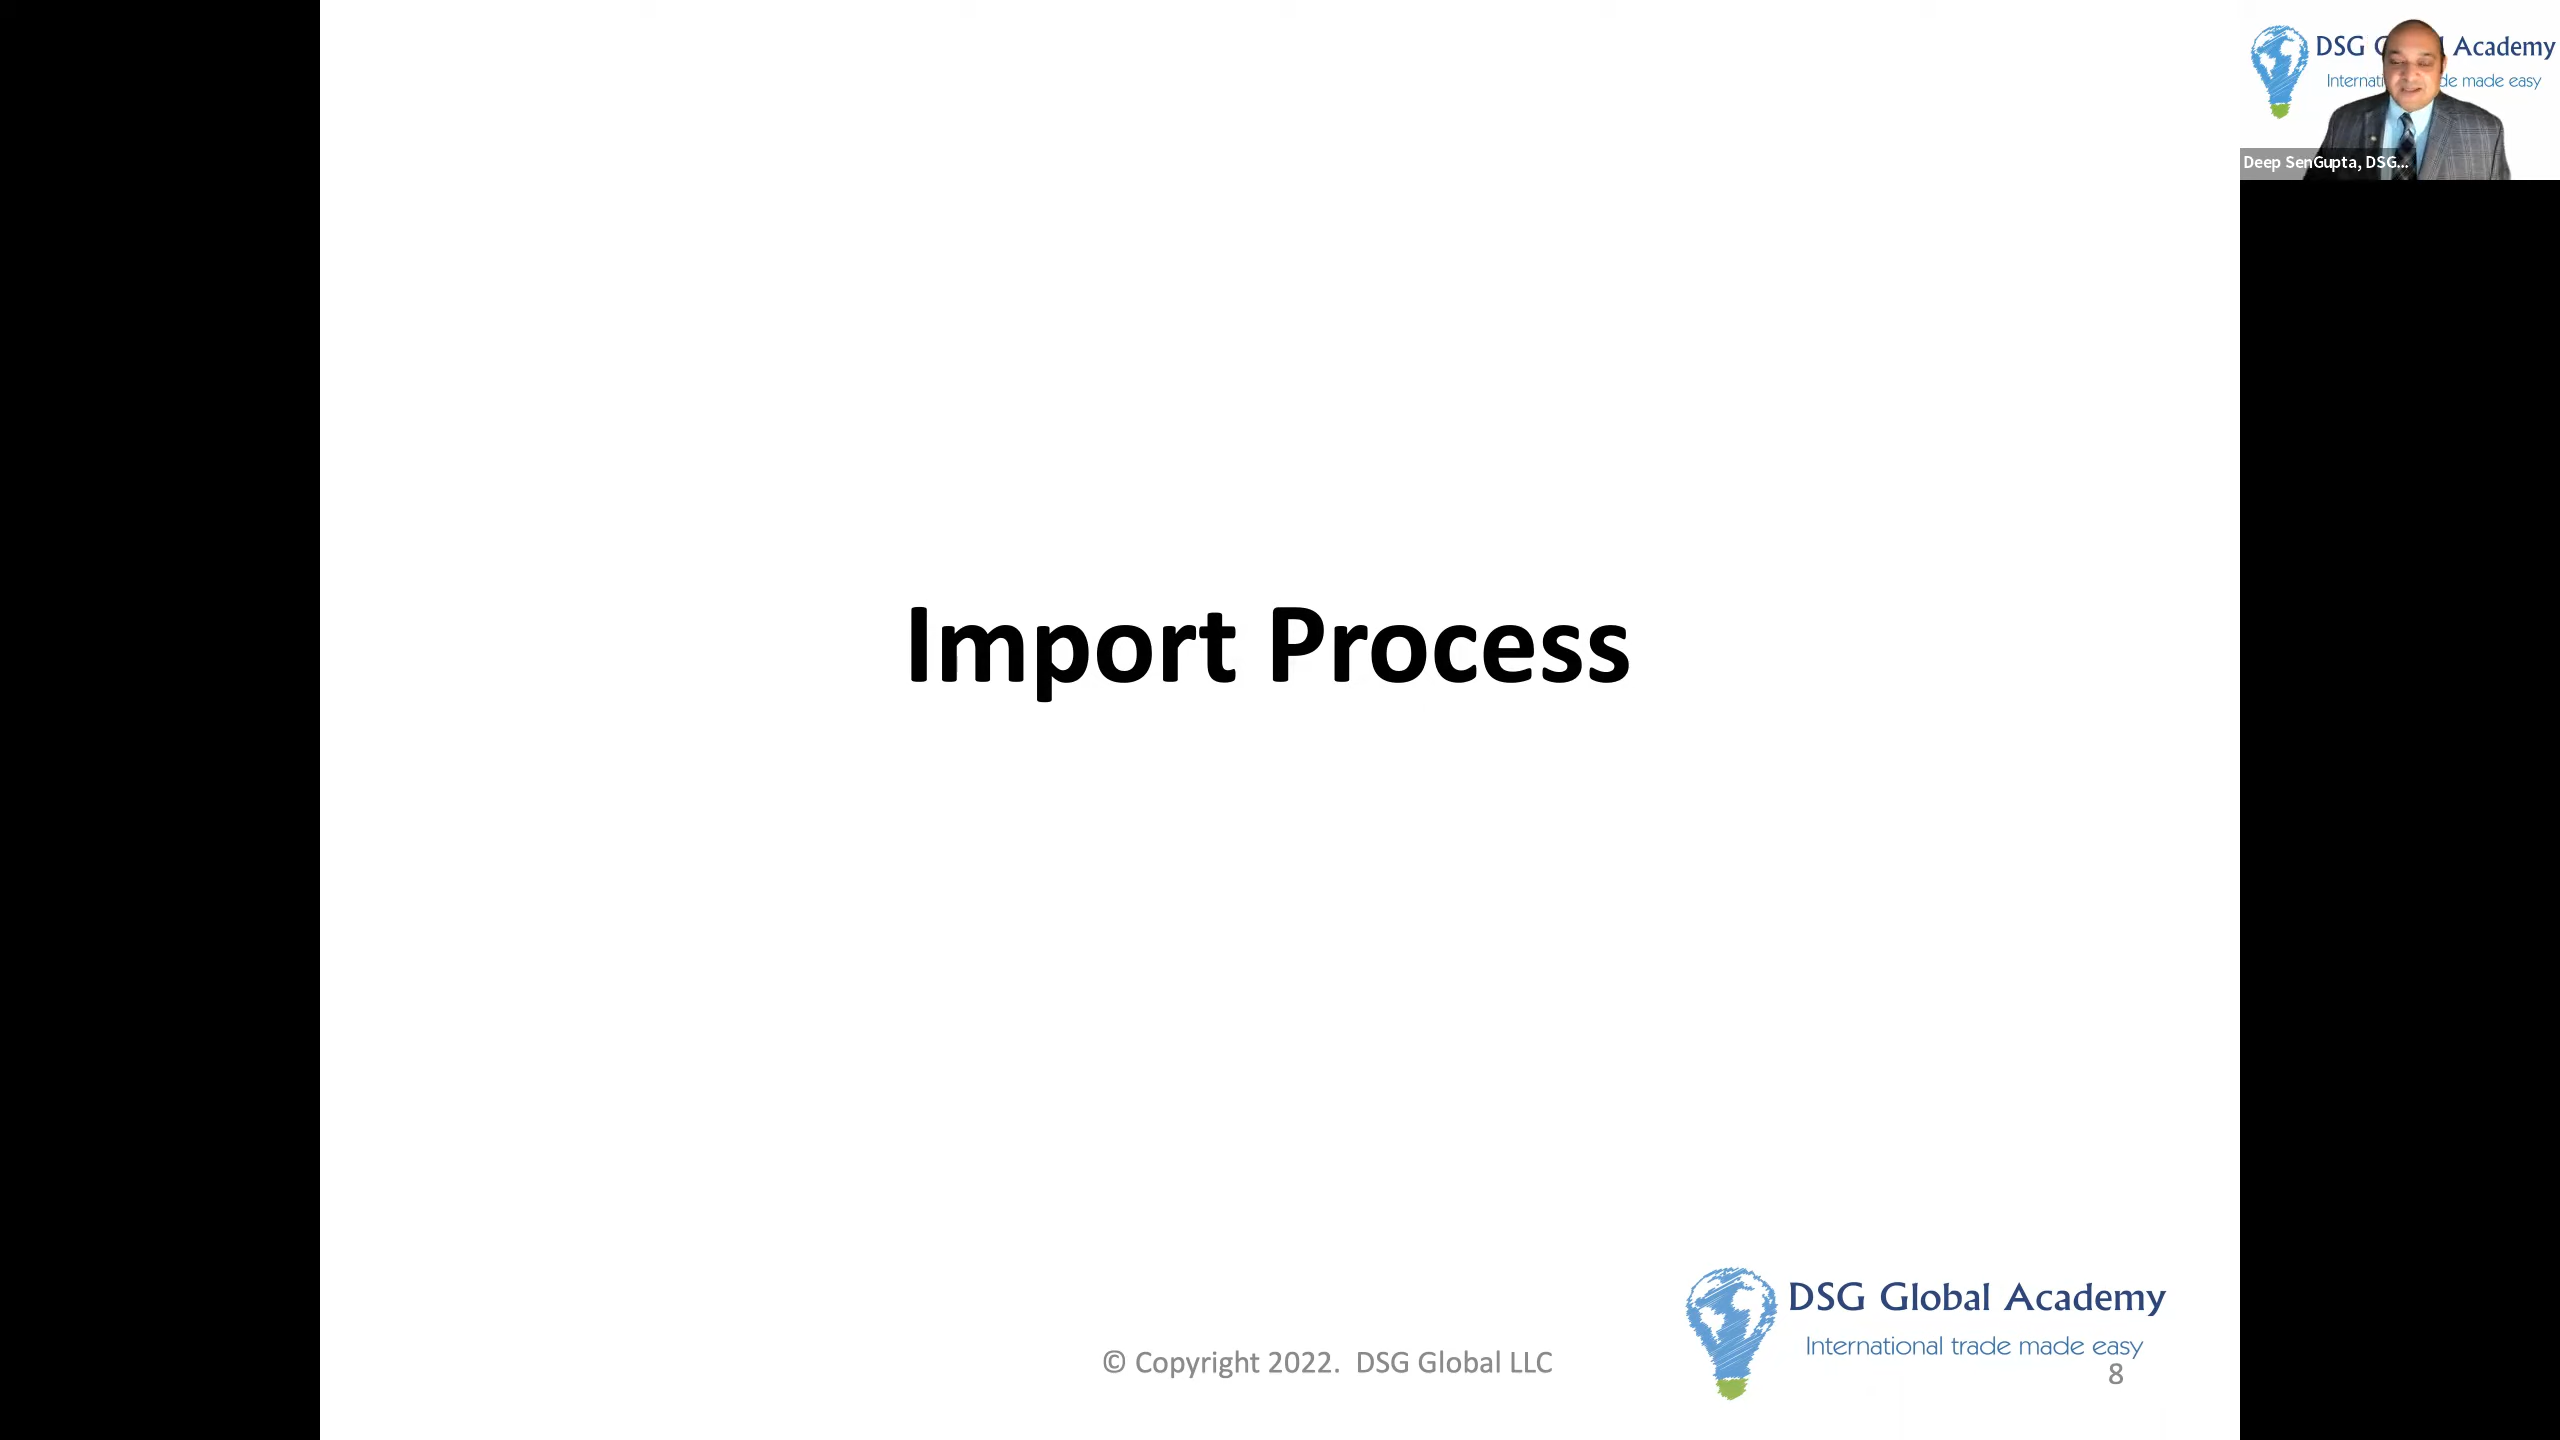 DSG Academy
made easy
Deep SenGupta, DSG...
Import Process
DSG Global Academy
International trade made easy
© Copyright 2022. DSG Global LLC
8